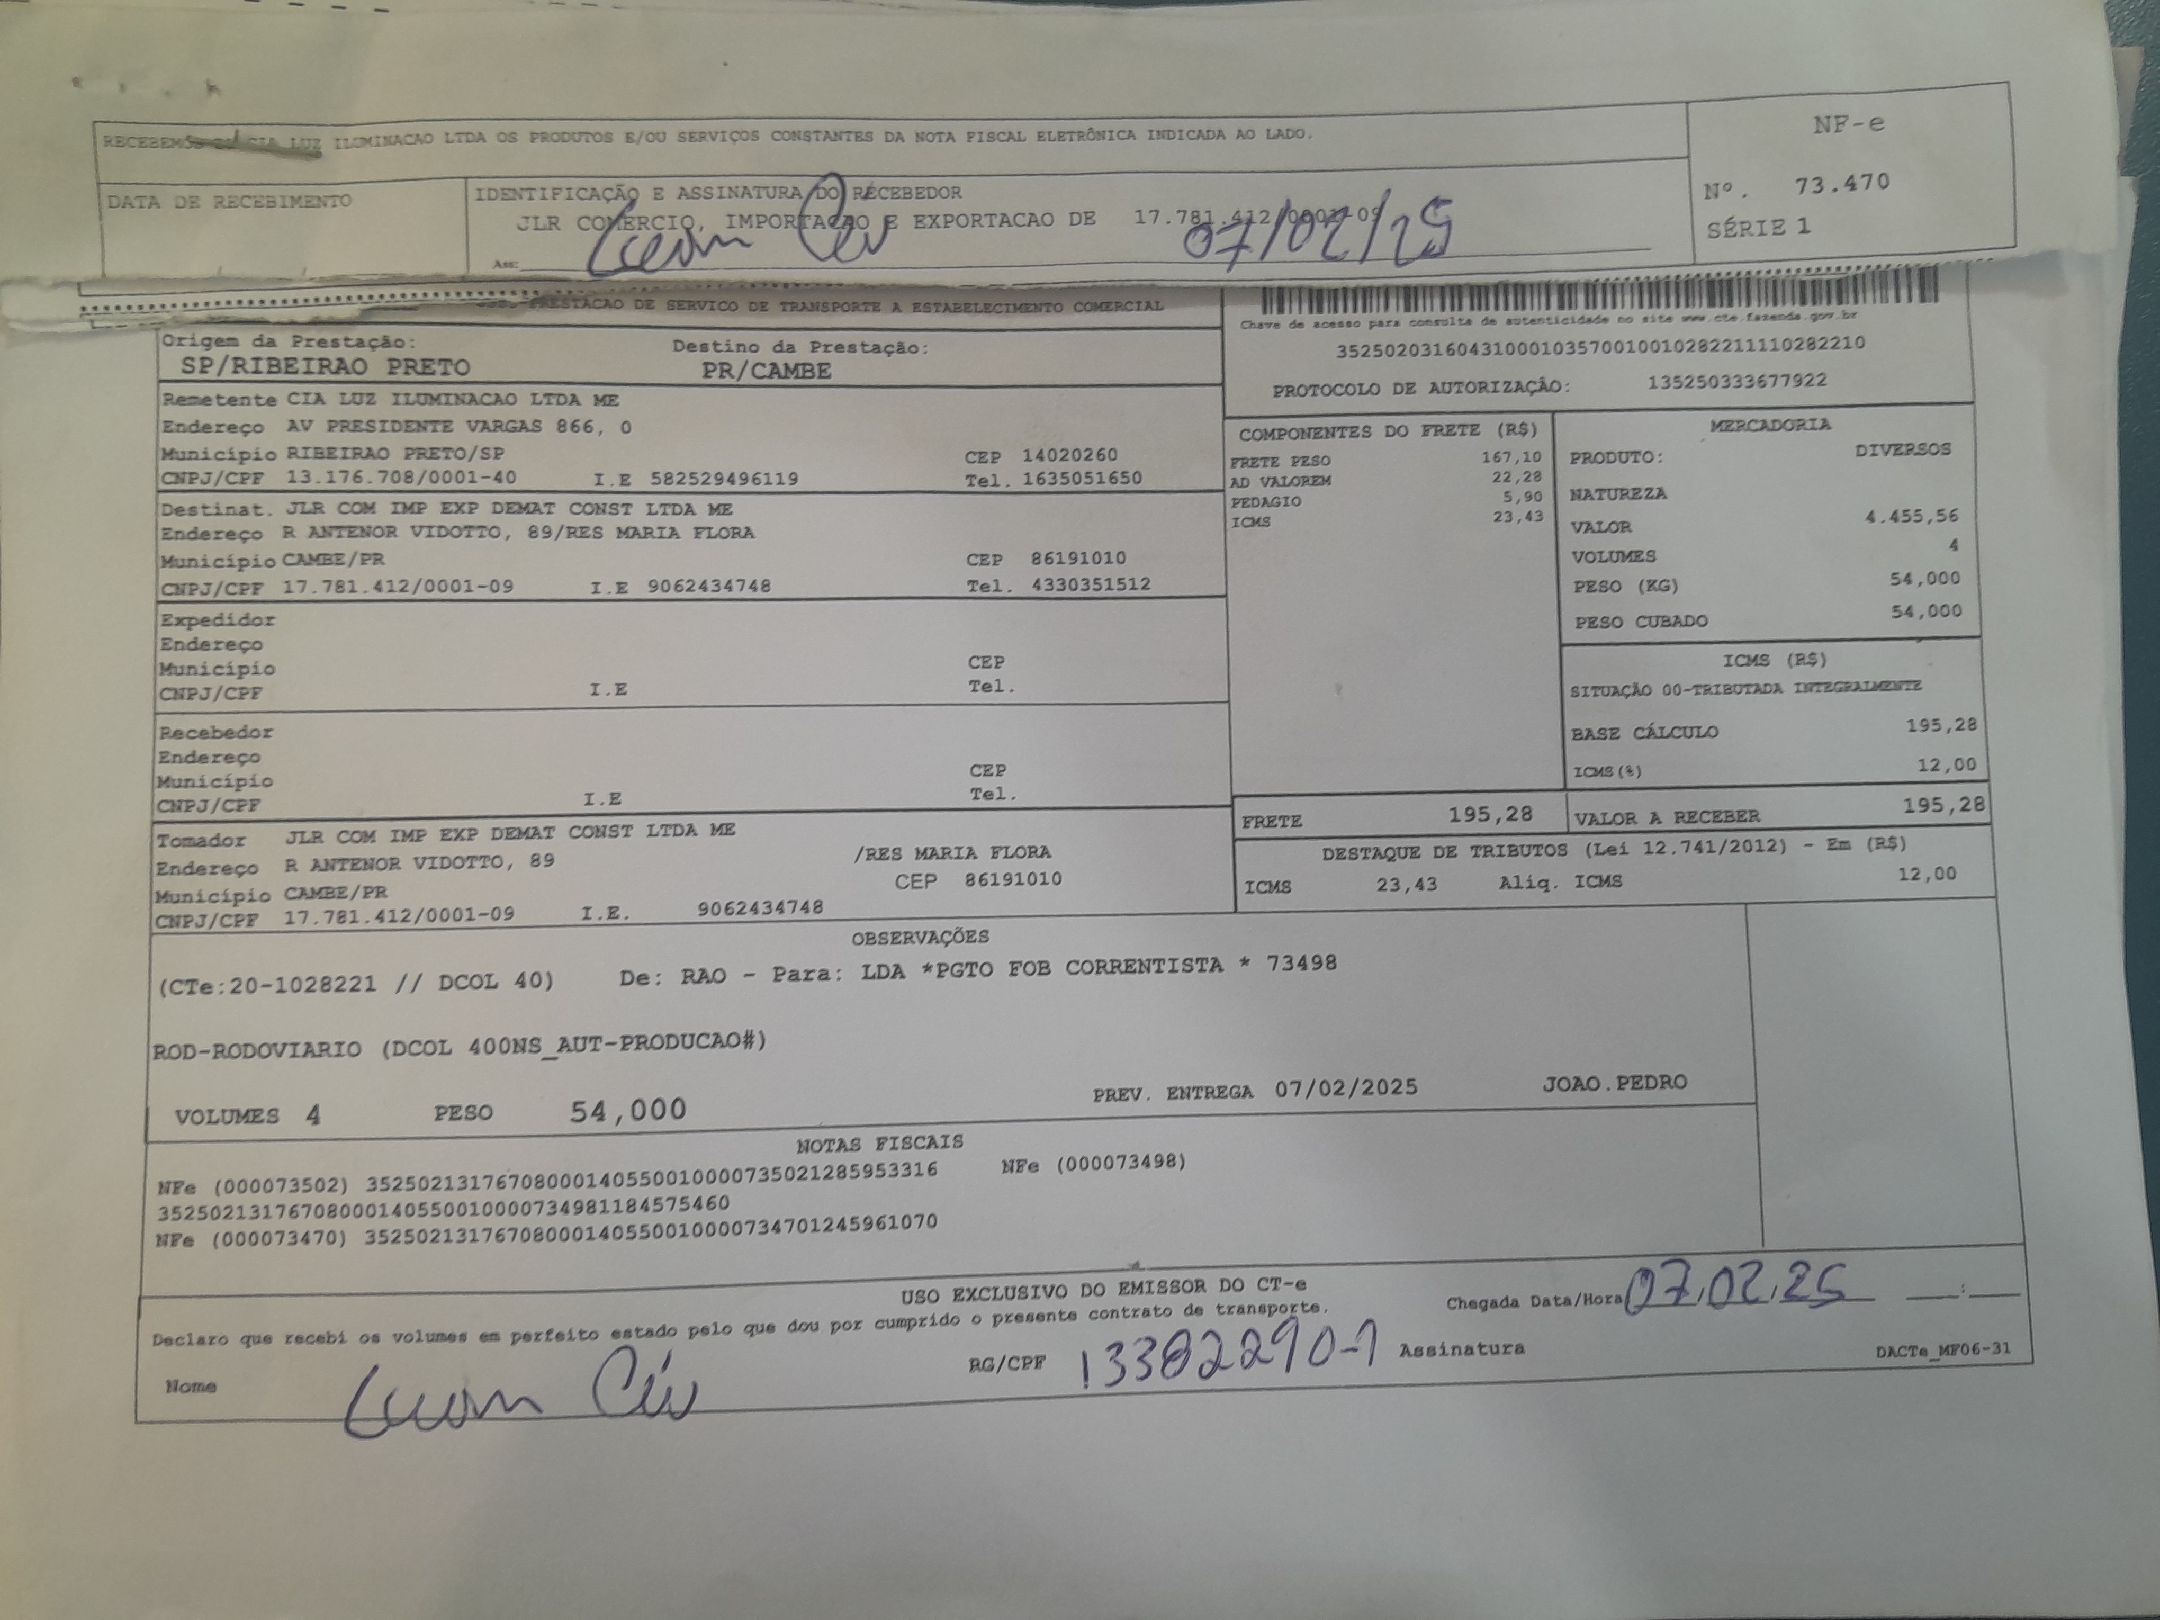 RECEBEMOS CIA LUZ ILUMINACAO LTDA OS PRODUTOS E/OU SERVIÇOS CONSTANTES DA NOTA FISCAL ELETRÔNICA INDICADA AO LADO.
NF-e
Nº. 73.470
SÉRIE 1
DATA DE RECEBIMENTO
IDENTIFICAÇÃO E ASSINATURA DO RECEBEDOR
JLR COMERCIO, IMPORTACAO E EXPORTACAO DE 17.781.412/0001-09
Ass:
07/02/25
PRESTACAO DE SERVICO DE TRANSPORTE A ESTABELECIMENTO COMERCIAL
Chave de acesso para consulta de autenticidade no site www.cte.fazenda.gov.br
35250203160431000103570010010282211110282210
PROTOCOLO DE AUTORIZAÇÃO: 135250333677922
Origem da Prestação: Destino da Prestação:
SP/RIBEIRAO PRETO PR/CAMBE
Remetente CIA LUZ ILUMINACAO LTDA ME
Endereço AV PRESIDENTE VARGAS 866, 0
Município RIBEIRAO PRETO/SP CEP 14020260
CNPJ/CPF 13.176.708/0001-40 I.E 582529496119 Tel. 1635051650
Destinat. JLR COM IMP EXP DEMAT CONST LTDA ME
Endereço R ANTENOR VIDOTTO, 89/RES MARIA FLORA
Município CAMBE/PR CEP 86191010
CNPJ/CPF 17.781.412/0001-09 I.E 9062434748 Tel. 4330351512
Expedidor
Endereço
Município CEP
CNPJ/CPF I.E Tel.
Recebedor
Endereço
Município CEP
CNPJ/CPF I.E Tel.
Tomador JLR COM IMP EXP DEMAT CONST LTDA ME
Endereço R ANTENOR VIDOTTO, 89 /RES MARIA FLORA
Município CAMBE/PR CEP 86191010
CNPJ/CPF 17.781.412/0001-09 I.E. 9062434748
COMPONENTES DO FRETE (R$)
FRETE PESO 167,10
AD VALOREM 22,28
PEDAGIO 5,90
ICMS 23,43
MERCADORIA
PRODUTO: DIVERSOS
NATUREZA
VALOR 4.455,56
VOLUMES 4
PESO (KG) 54,000
PESO CUBADO 54,000
ICMS (R$)
SITUAÇÃO 00-TRIBUTADA INTEGRALMENTE
BASE CÁLCULO 195,28
ICMS(%) 12,00
FRETE 195,28 VALOR A RECEBER 195,28
DESTAQUE DE TRIBUTOS (Lei 12.741/2012) - Em (R$)
ICMS 23,43 Aliq. ICMS 12,00
OBSERVAÇÕES
(CTe:20-1028221 // DCOL 40) De: RAO - Para: LDA *PGTO FOB CORRENTISTA * 73498
ROD-RODOVIARIO (DCOL 400NS_AUT-PRODUCAO#)
VOLUMES 4 PESO 54,000 PREV. ENTREGA 07/02/2025 JOAO.PEDRO
NOTAS FISCAIS
NFe (000073502) 35250213176708000140550010000735021285953316 NFe (000073498)
35250213176708000140550010000734981184575460
NFe (000073470) 35250213176708000140550010000734701245961070
USO EXCLUSIVO DO EMISSOR DO CT-e
Declaro que recebi os volumes em perfeito estado pelo que dou por cumprido o presente contrato de transporte.
Chegada Data/Hora 07.02.25 ____:____
Nome RG/CPF 13382290-1 Assinatura
DACTe_MF06-31